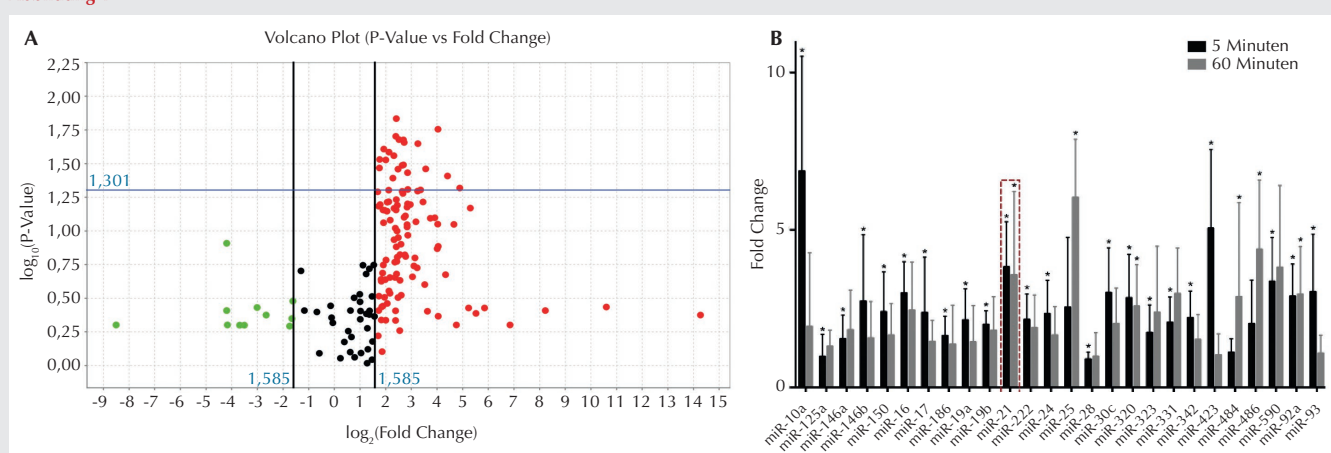 A
Volcano Plot (P-Value vs Fold Change)
log10(P-Value)
2,25
2,00
1,75
1,50
1,301
1,25
1,00
0,75
0,50
0,25
0,00
1,585
1,585
-9 -8 -7 -6 -5 -4 -3 -2 -1 0 1 2 3 4 5 6 7 8 9 10 11 12 13 14 15
log2(Fold Change)
B
5 Minuten
60 Minuten
Fold Change
10
5
0
* * * * * * * * * * * * * * * * * * * * * * * * * * * *
miR-10a
miR-125a
miR-146a
miR-146b
miR-150
miR-16
miR-17
miR-186
miR-19a
miR-19b
miR-21
miR-222
miR-24
miR-25
miR-28
miR-30c
miR-320
miR-323
miR-331
miR-342
miR-423
miR-484
miR-486
miR-590
miR-92a
miR-93